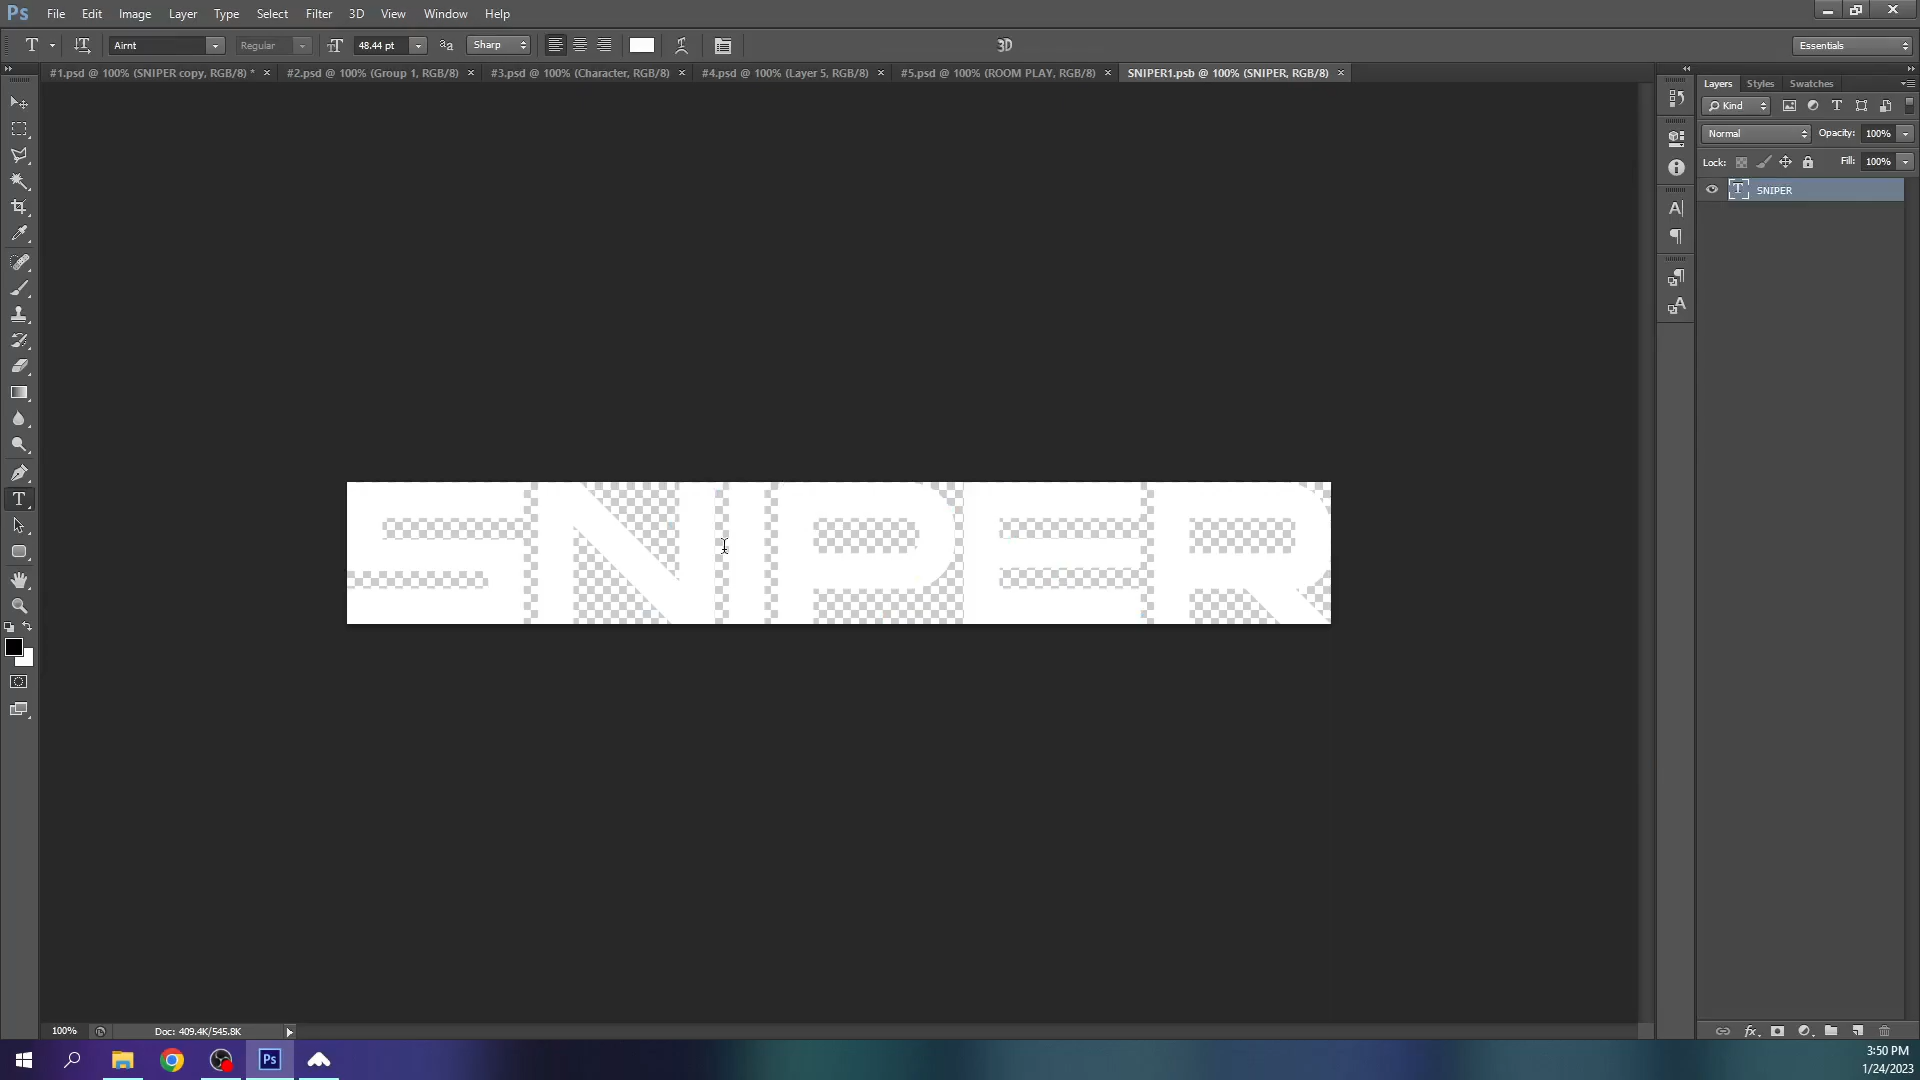 Ps File Edit Image Layer Type Select Filter 3D View Window Help
T Airnt Regular 48.44 pt Sharp 3D Essentials
#1.psd @ 100% (SNIPER copy, RGB/8) * × #2.psd @ 100% (Group 1, RGB/8) × #3.psd @ 100% (Character, RGB/8) × #4.psd @ 100% (Layer 5, RGB/8) × #5.psd @ 100% (ROOM PLAY, RGB/8) × SNIPER1.psb @ 100% (SNIPER, RGB/8) ×
Layers Styles Swatches
Kind
Normal Opacity: 100%
Lock: Fill: 100%
SNIPER
SNIPER
100% Doc: 409.4K/545.8K
Ps
3:50 PM
1/24/2023